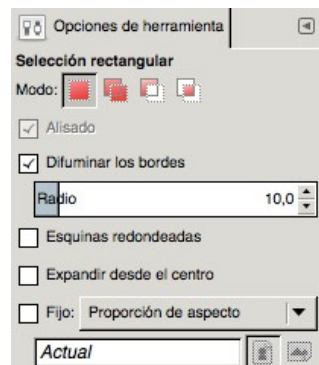 Opciones de herramienta
Selección rectangular
Modo:
Alisado
Difuminar los bordes
Radio 10,0
Esquinas redondeadas
Expandir desde el centro
Fijo: Proporción de aspecto
Actual